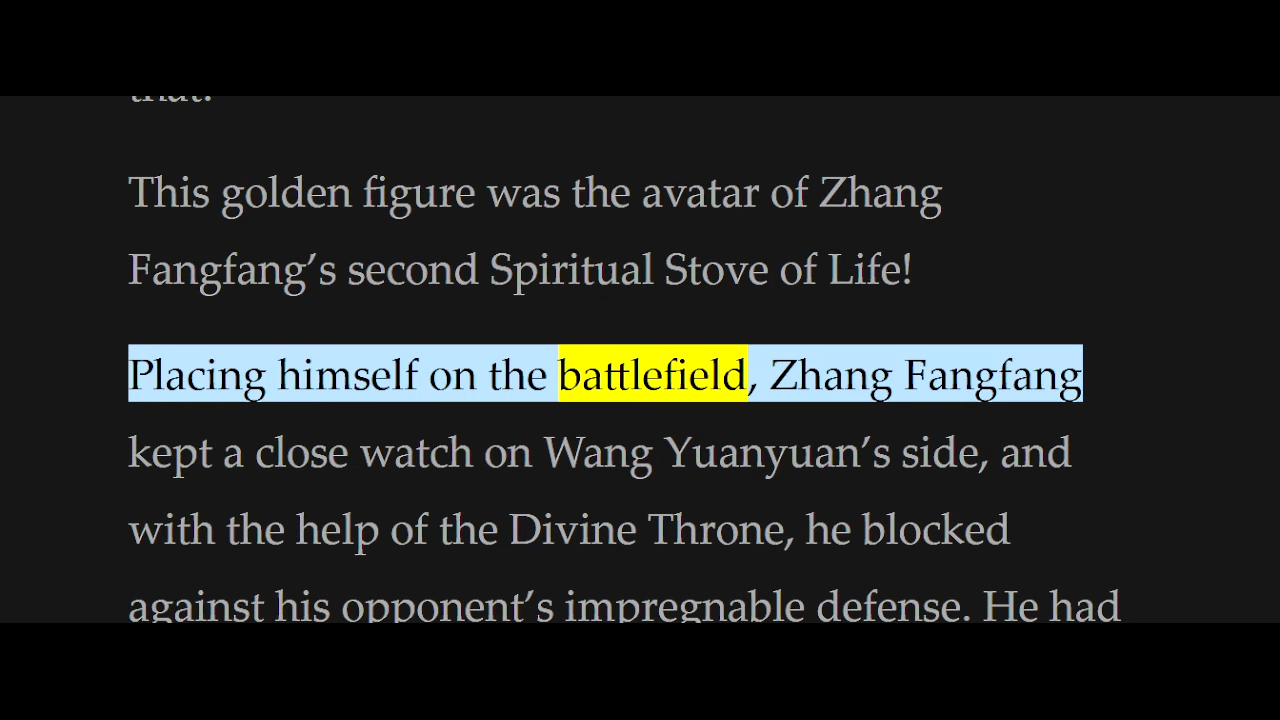 that!
This golden figure was the avatar of Zhang
Fangfang’s second Spiritual Stove of Life!
Placing himself on the battlefield, Zhang Fangfang
kept a close watch on Wang Yuanyuan’s side, and
with the help of the Divine Throne, he blocked
against his opponent’s impregnable defense. He had